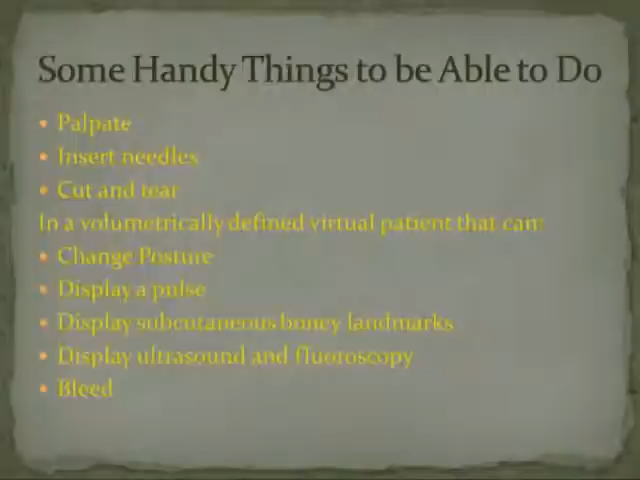 Some Handy Things to be Able to Do
• Palpate
• Insert needles
• Cut and tear
In a volumetrically defined virtual patient that can:
• Change Posture
• Display a pulse
• Display subcutaneous boney landmarks
• Display ultrasound and fluoroscopy
• Bleed